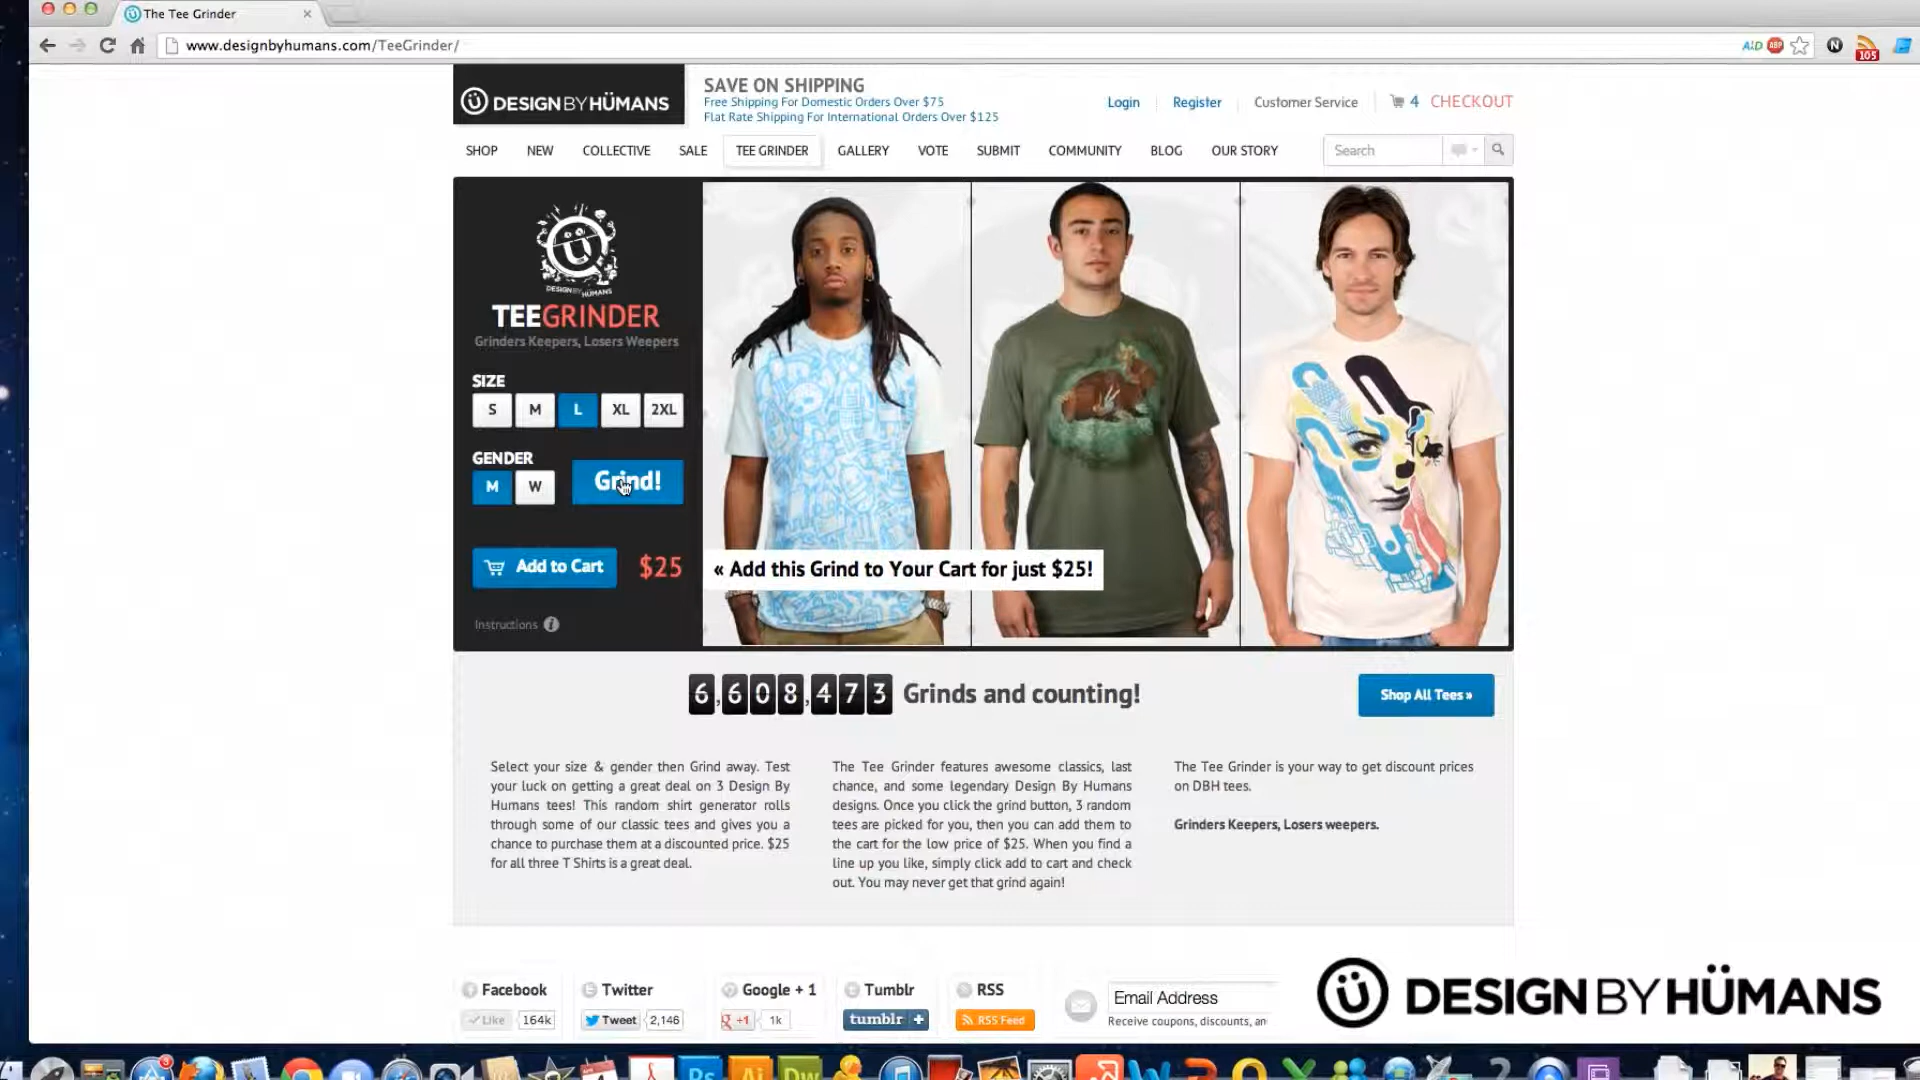 The Tee Grinder
www.designbyhumans.com/TeeGrinder/
105
DESIGN BY HÜMANS
SAVE ON SHIPPING
Free Shipping For Domestic Orders Over $75
Flat Rate Shipping For International Orders Over $125
Login
Register
Customer Service
4 CHECKOUT
SHOP NEW COLLECTIVE SALE TEE GRINDER GALLERY VOTE SUBMIT COMMUNITY BLOG OUR STORY
Search
DESIGN BY HÜMANS
TEEGRINDER
Grinders Keepers, Losers Weepers
SIZE
S M L XL 2XL
GENDER
M W
Grind!
Add to Cart
$25
« Add this Grind to Your Cart for just $25!
Instructions
6,608,473 Grinds and counting!
Shop All Tees »
Select your size & gender then Grind away. Test
your luck on getting a great deal on 3 Design By
Humans tees! This random shirt generator rolls
through some of our classic tees and gives you a
chance to purchase them at a discounted price. $25
for all three T Shirts is a great deal.
The Tee Grinder features awesome classics, last
chance, and some legendary Design By Humans
designs. Once you click the grind button, 3 random
tees are picked for you, then you can add them to
the cart for the low price of $25. When you find a
line up you like, simply click add to cart and check
out. You may never get that grind again!
The Tee Grinder is your way to get discount prices
on DBH tees.
Grinders Keepers, Losers weepers.
Facebook
Like 164k
Twitter
Tweet 2,146
Google + 1
+1 1k
Tumblr
tumblr +
RSS
RSS Feed
Email Address
Receive coupons, discounts, an
DESIGN BY HÜMANS
3
Ps
Ai
Dw